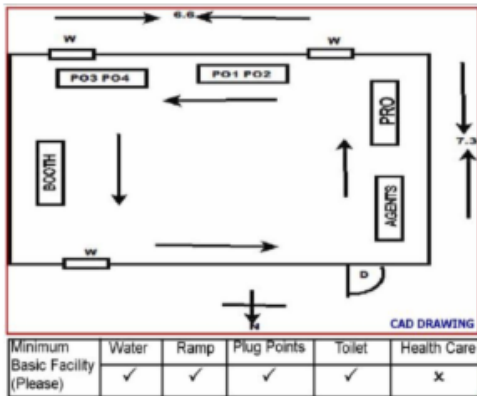 6.6
W
W
PO3 PO4
PO1 PO2
PRO
7.3
BOOTH
AGENTS
W
D
N
CAD DRAWING
Minimum Basic Facility (Please) Water Ramp Plug Points Toilet Health Care
✓ ✓ ✓ ✓ x